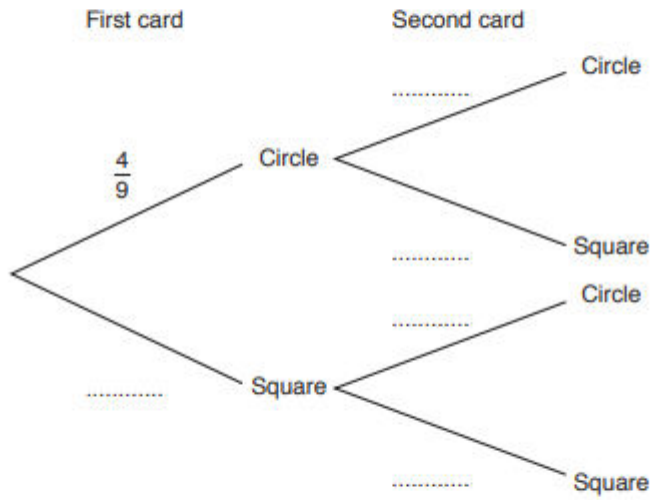 First card Second card
Circle
............
4
9
Circle
............
Square
............
Circle
............
Square
............
Square